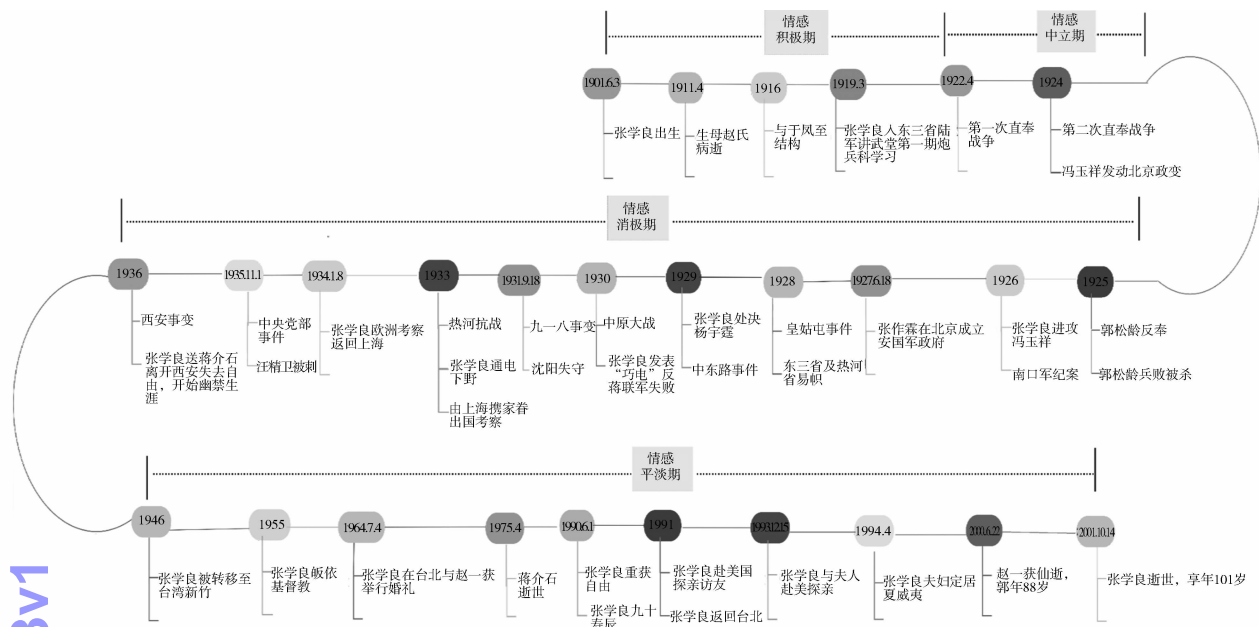 情感
积极期
情感
中立期
1901.6.3
1911.4
1916
1919.3
1922.4
1924
张学良出生
生母赵氏
病逝
与于凤至
结构
张学良人东三省陆
军讲武堂第一期炮
兵科学习
第一次直奉
战争
第二次直奉战争
冯玉祥发动北京政变
情感
消极期
1936
1935.11.1
1934.1.8
1933
1931.9.18
1930
1929
1928
1927.6.18
1926
1925
西安事变
张学良送蒋介石
离开西安失去自
由，开始幽禁生
涯
中央党部
事件
汪精卫被刺
张学良欧洲考察
返回上海
热河抗战
张学良通电
下野
由上海携家眷
出国考察
九一八事变
沈阳失守
中原大战
张学良发表
“巧电”反
蒋联军失败
张学良处决
杨宇霆
中东路事件
皇姑屯事件
东三省及热河
省易帜
张作霖在北京成立
安国军政府
张学良进攻
冯玉祥
南口军纪案
郭松龄反奉
郭松龄兵败被杀
情感
平淡期
1946
1955
1964.7.4
1975.4
1990.6.1
1991
1993.12.15
1994.4
2000.6.22
2001.10.14
张学良被转移至
台湾新竹
张学良皈依
基督教
张学良在台北与赵一获
举行婚礼
蒋介石
逝世
张学良重获
自由
张学良九十
寿辰
张学良赴美国
探亲访友
张学良返回台北
张学良与夫人
赴美探亲
张学良夫妇定居
夏威夷
赵一获仙逝，
郭年88岁
张学良逝世，享年101岁
3v1